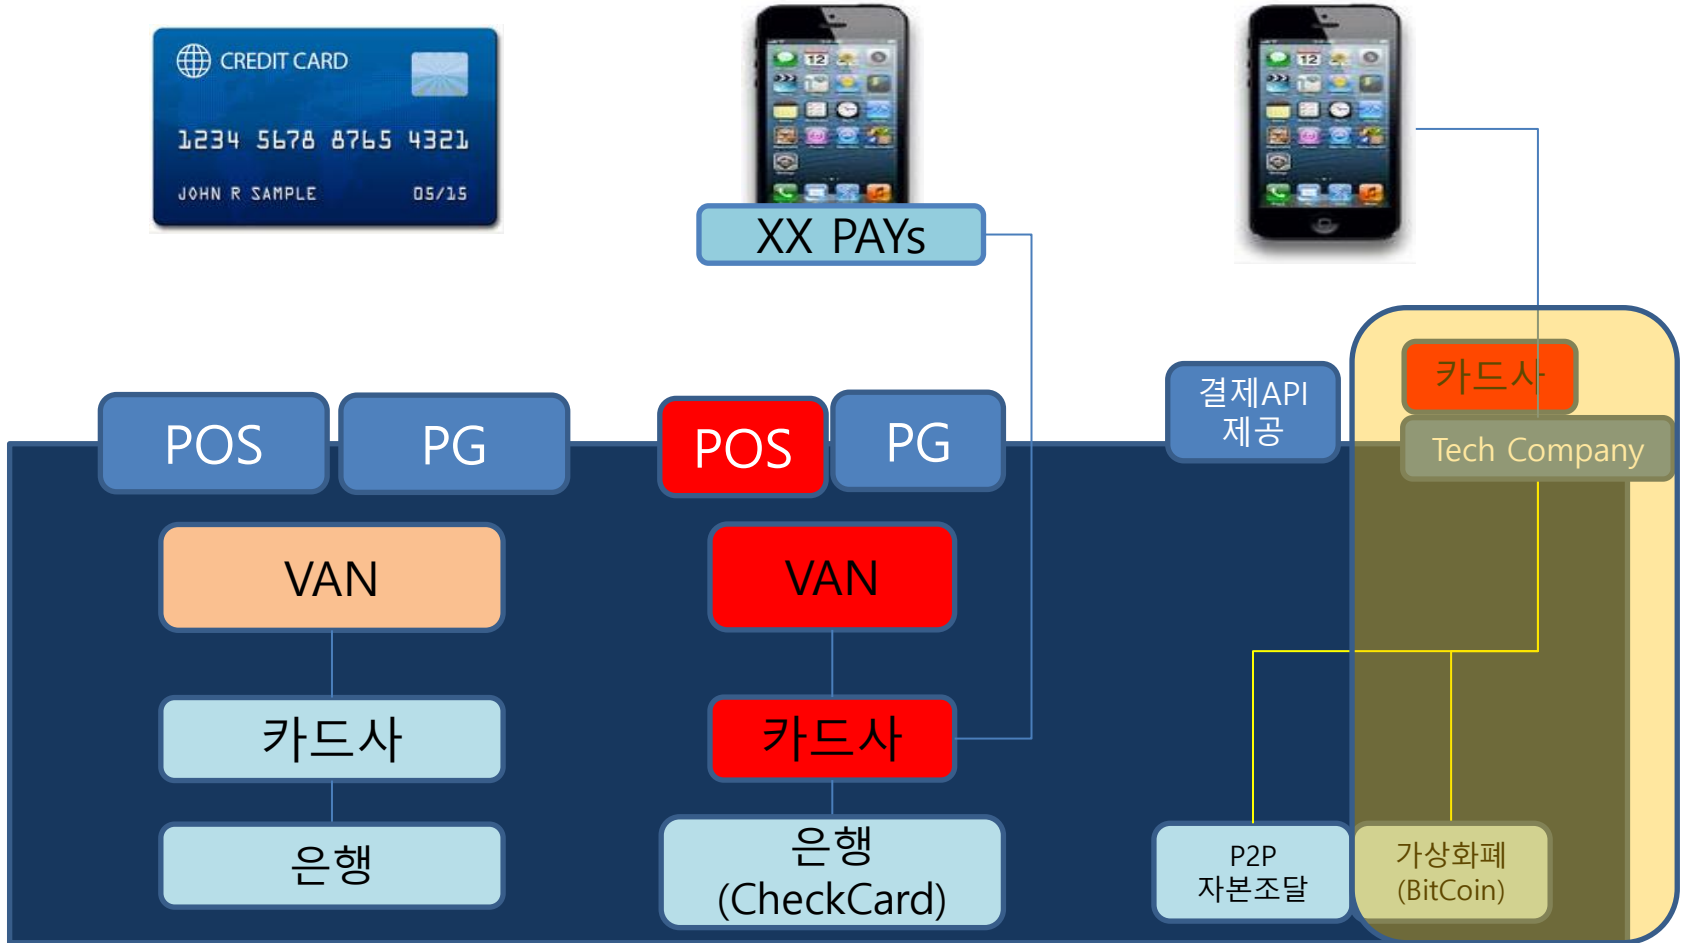 CREDIT CARD
1234 5678 8765 4321
JOHN R SAMPLE 05/15
12
XX PAYs
12
POS
PG
VAN
카드사
은행
POS
PG
VAN
카드사
은행
(CheckCard)
결제API
제공
카드사
Tech Company
P2P
자본조달
가상화폐
(BitCoin)